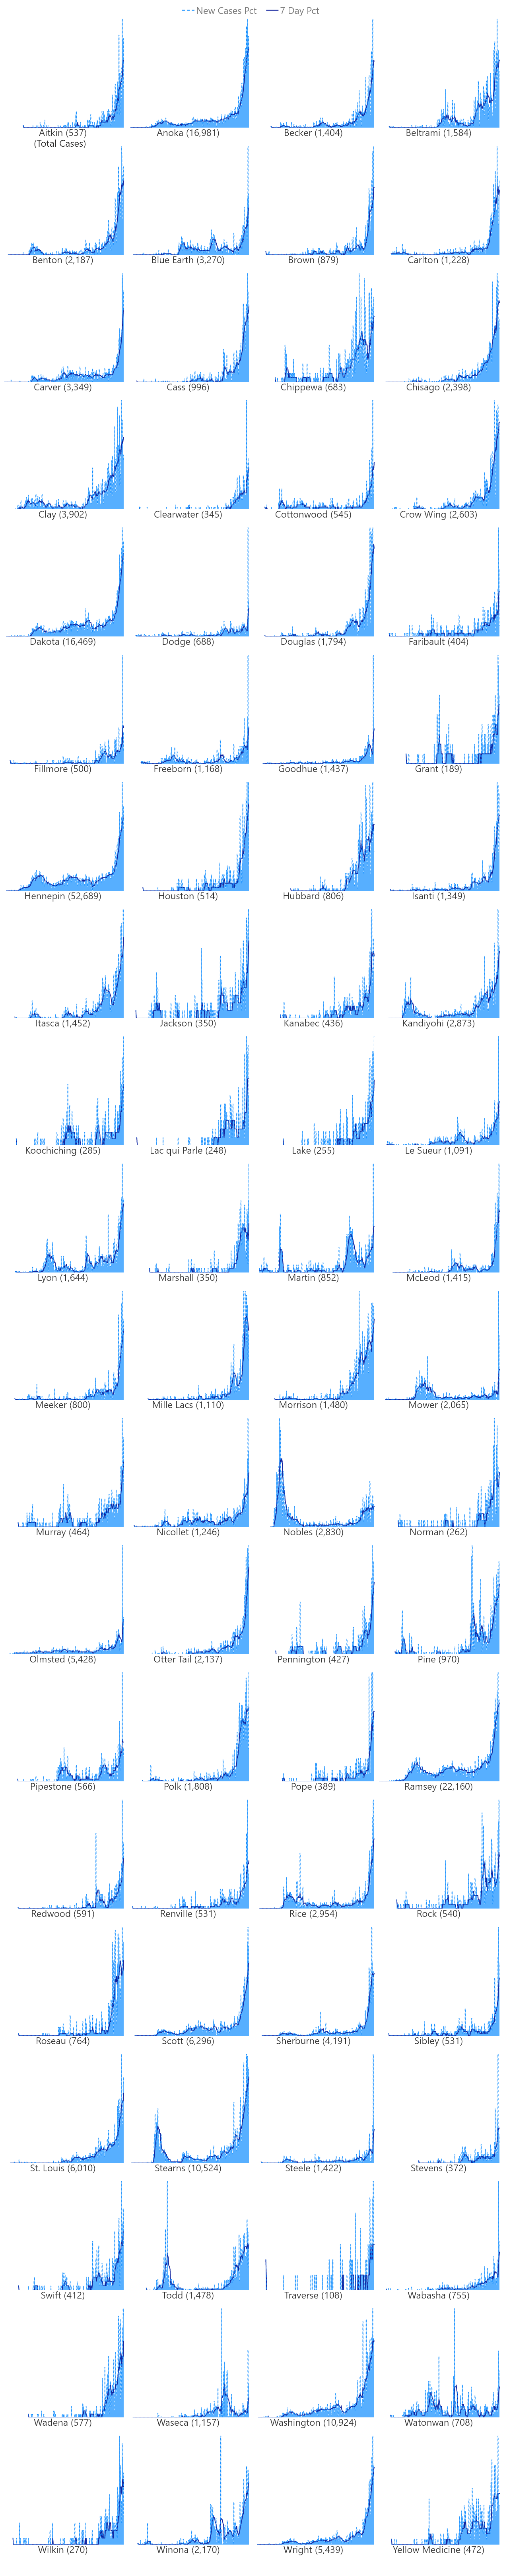 New Cases Pct 7 Day Pct
Aitkin (537) Anoka (16,981) Becker (1,404) Beltrami (1,584)
(Total Cases)
Benton (2,187) Blue Earth (3,270) Brown (879) Carlton (1,228)
Carver (3,349) Cass (996) Chippewa (683) Chisago (2,398)
Clay (3,902) Clearwater (345) Cottonwood (545) Crow Wing (2,603)
Dakota (16,469) Dodge (688) Douglas (1,794) Faribault (404)
Fillmore (500) Freeborn (1,168) Goodhue (1,437) Grant (189)
Hennepin (52,689) Houston (514) Hubbard (806) Isanti (1,349)
Itasca (1,452) Jackson (350) Kanabec (436) Kandiyohi (2,873)
Koochiching (285) Lac qui Parle (248) Lake (255) Le Sueur (1,091)
Lyon (1,644) Marshall (350) Martin (852) McLeod (1,415)
Meeker (800) Mille Lacs (1,110) Morrison (1,480) Mower (2,065)
Murray (464) Nicollet (1,246) Nobles (2,830) Norman (262)
Olmsted (5,428) Otter Tail (2,137) Pennington (427) Pine (970)
Pipestone (566) Polk (1,808) Pope (389) Ramsey (22,160)
Redwood (591) Renville (531) Rice (2,954) Rock (540)
Roseau (764) Scott (6,296) Sherburne (4,191) Sibley (531)
St. Louis (6,010) Stearns (10,524) Steele (1,422) Stevens (372)
Swift (412) Todd (1,478) Traverse (108) Wabasha (755)
Wadena (577) Waseca (1,157) Washington (10,924) Watonwan (708)
Wilkin (270) Winona (2,170) Wright (5,439) Yellow Medicine (472)